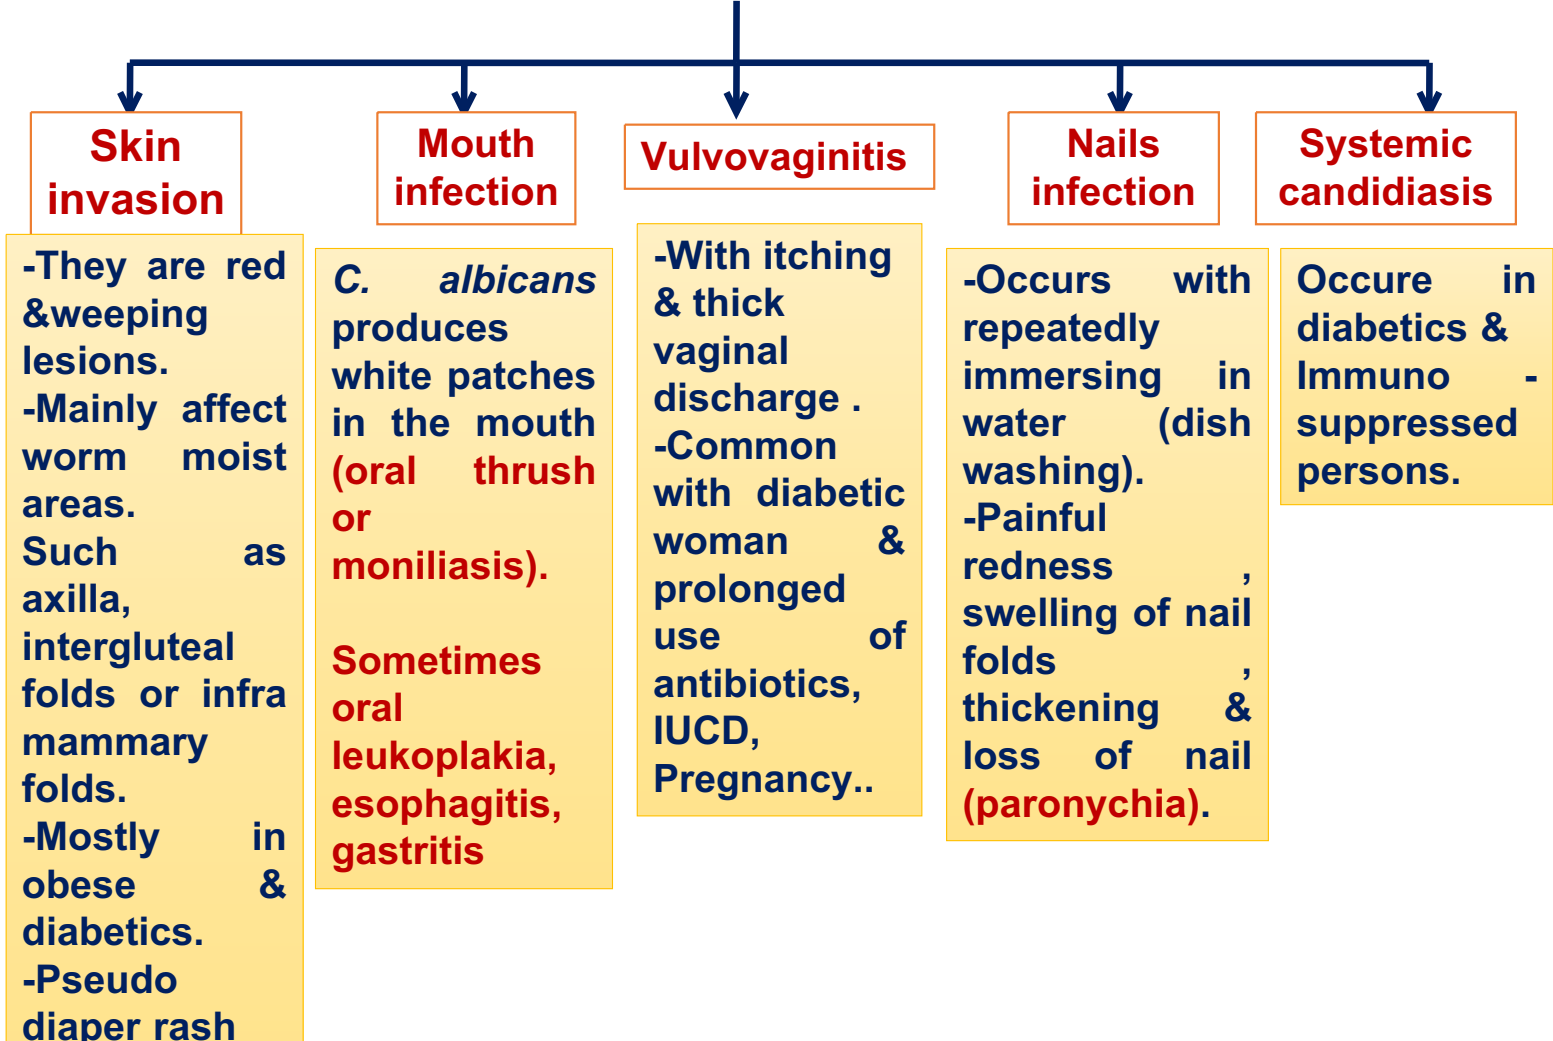 Skin
invasion
-They are red
&weeping
lesions.
-Mainly affect
worm moist
areas.
Such as
axilla,
intergluteal
folds or infra
mammary
folds.
-Mostly in
obese &
diabetics.
-Pseudo
diaper rash
Mouth
infection
C. albicans
produces
white patches
in the mouth
(oral thrush
or
moniliasis).
Sometimes
oral
leukoplakia,
esophagitis,
gastritis
Vulvovaginitis
-With itching
& thick
vaginal
discharge .
-Common
with diabetic
woman &
prolonged
use of
antibiotics,
IUCD,
Pregnancy..
Nails
infection
-Occurs with
repeatedly
immersing in
water (dish
washing).
-Painful
redness ,
swelling of nail
folds ,
thickening &
loss of nail
(paronychia).
Systemic
candidiasis
Occure in
diabetics &
Immuno -
suppressed
persons.